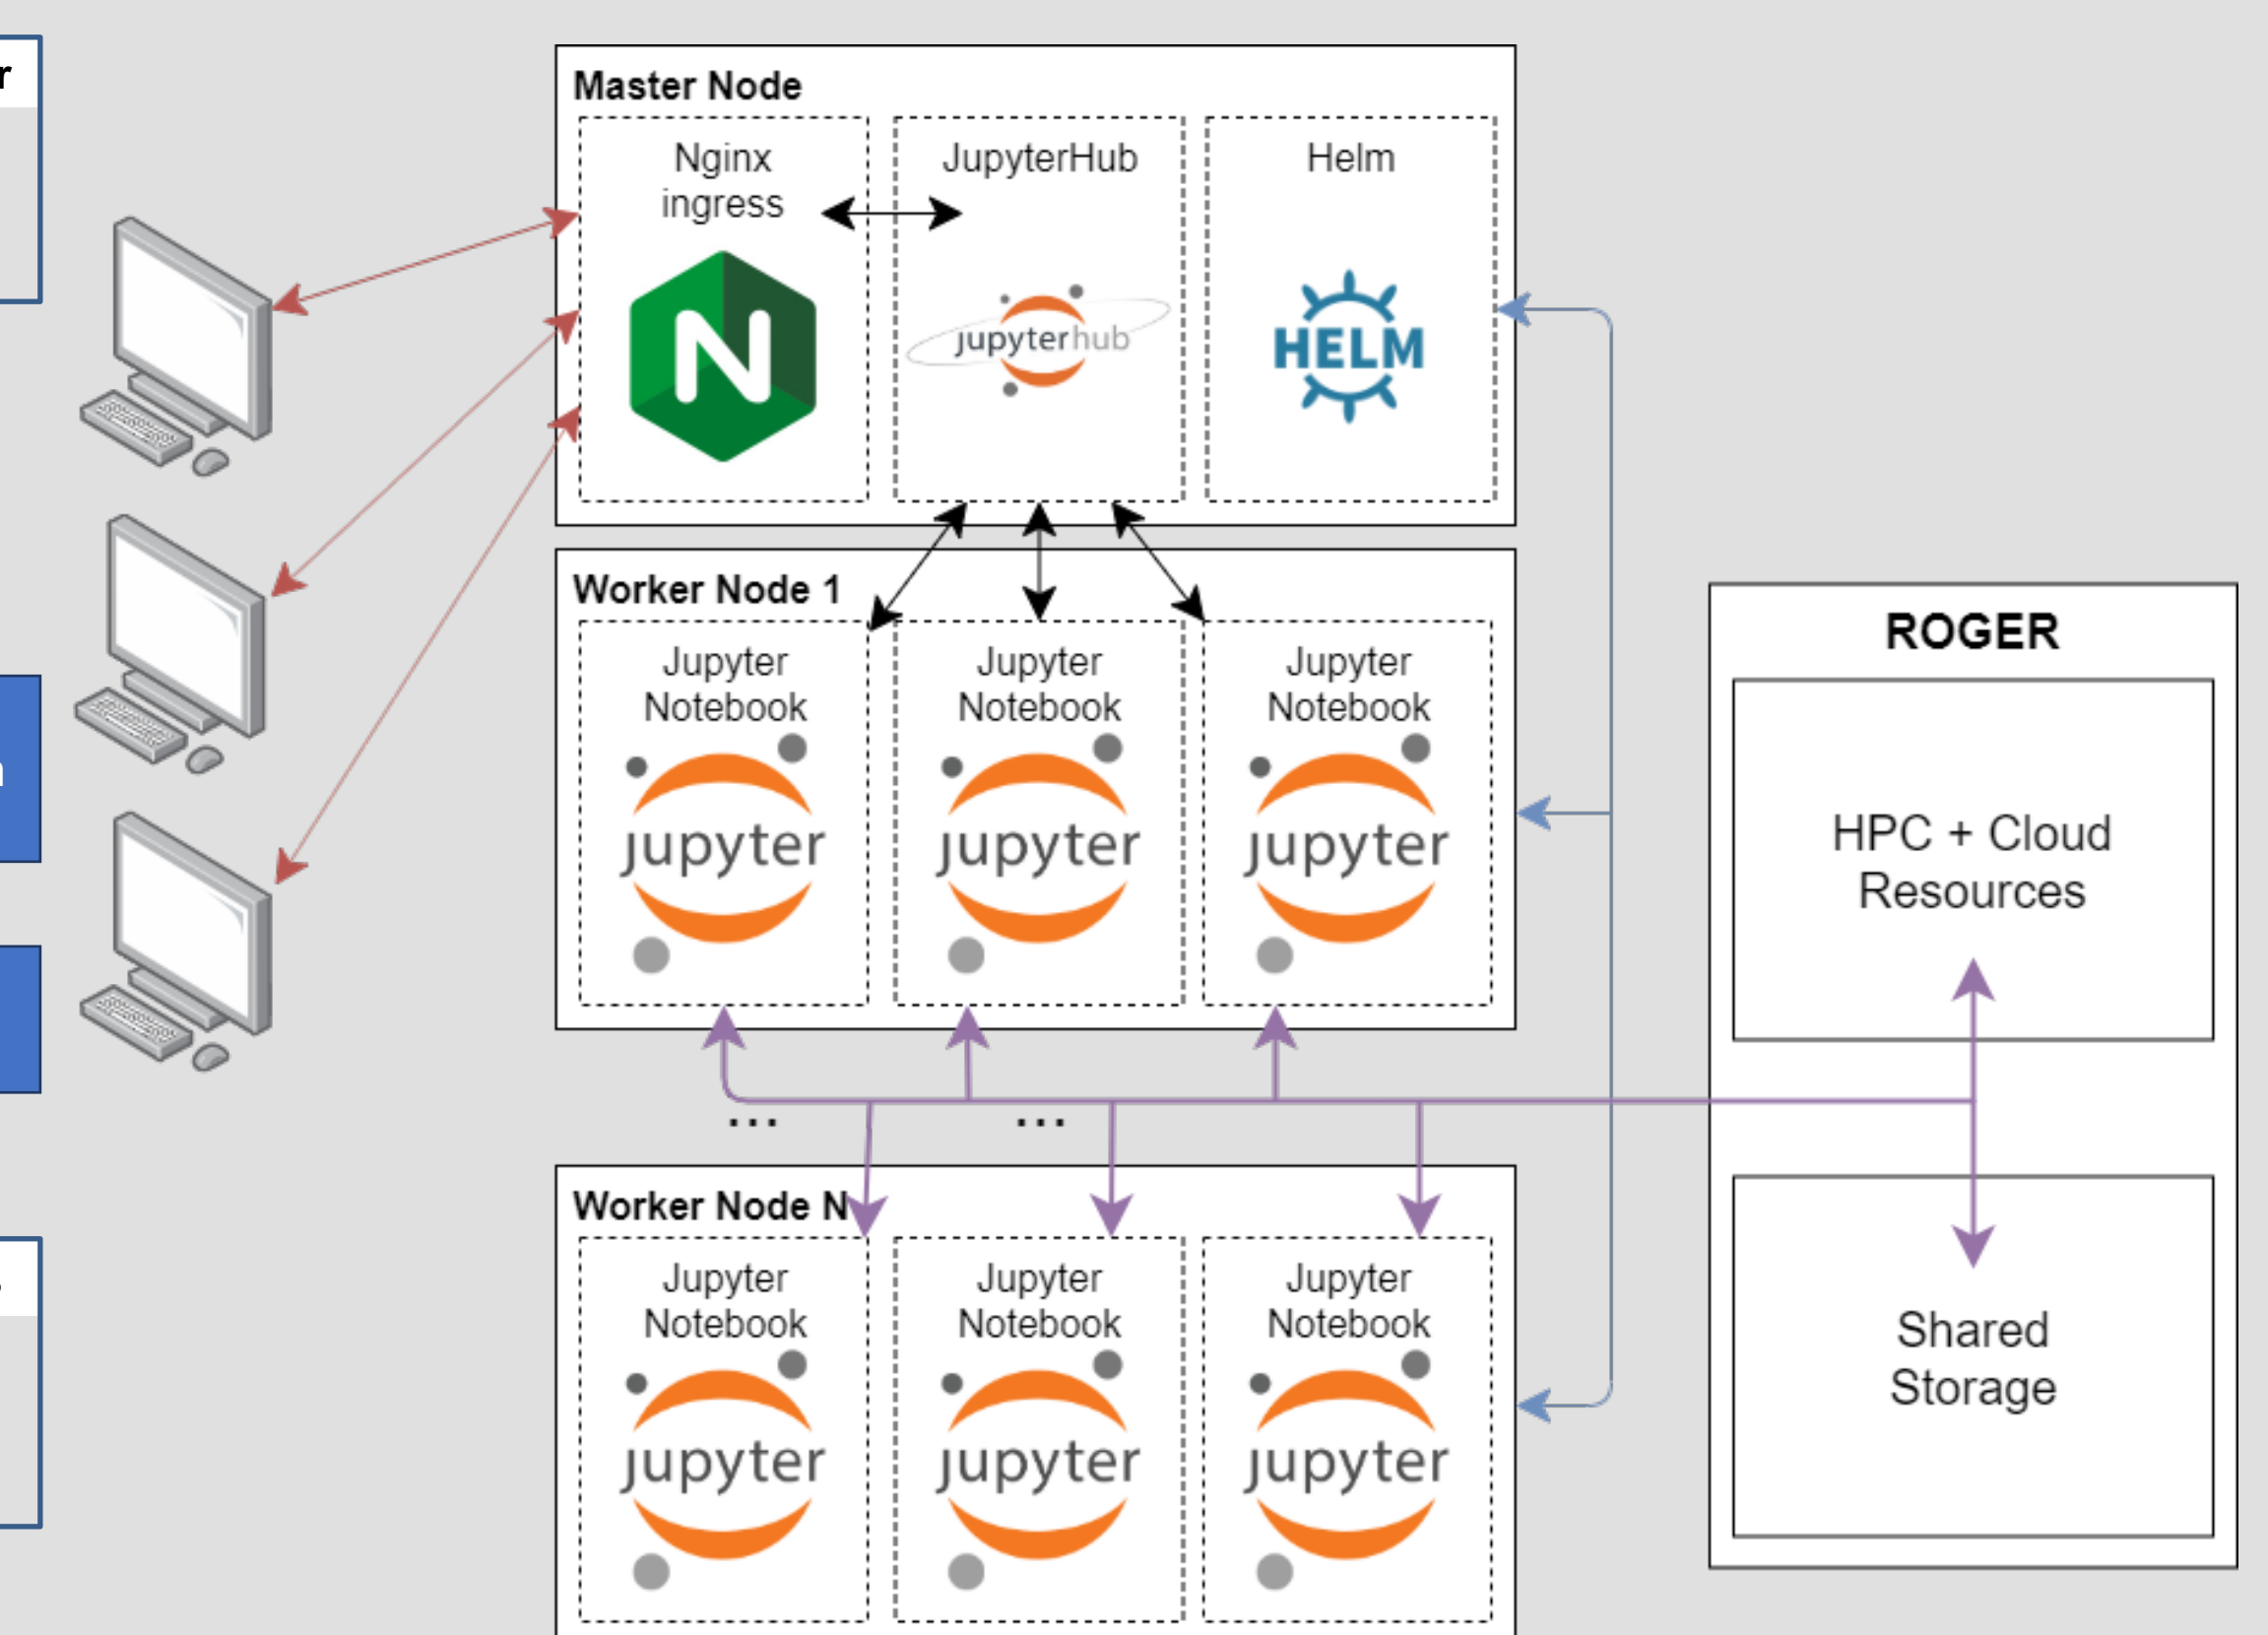 r
Master Node
Nginx
ingress
N
JupyterHub
jupyterhub
Helm
HELM
Worker Node 1
Jupyter
Notebook
jupyter
Jupyter
Notebook
jupyter
Jupyter
Notebook
jupyter
...
...
Worker Node N
Jupyter
Notebook
jupyter
Jupyter
Notebook
jupyter
Jupyter
Notebook
jupyter
ROGER
HPC + Cloud
Resources
Shared
Storage